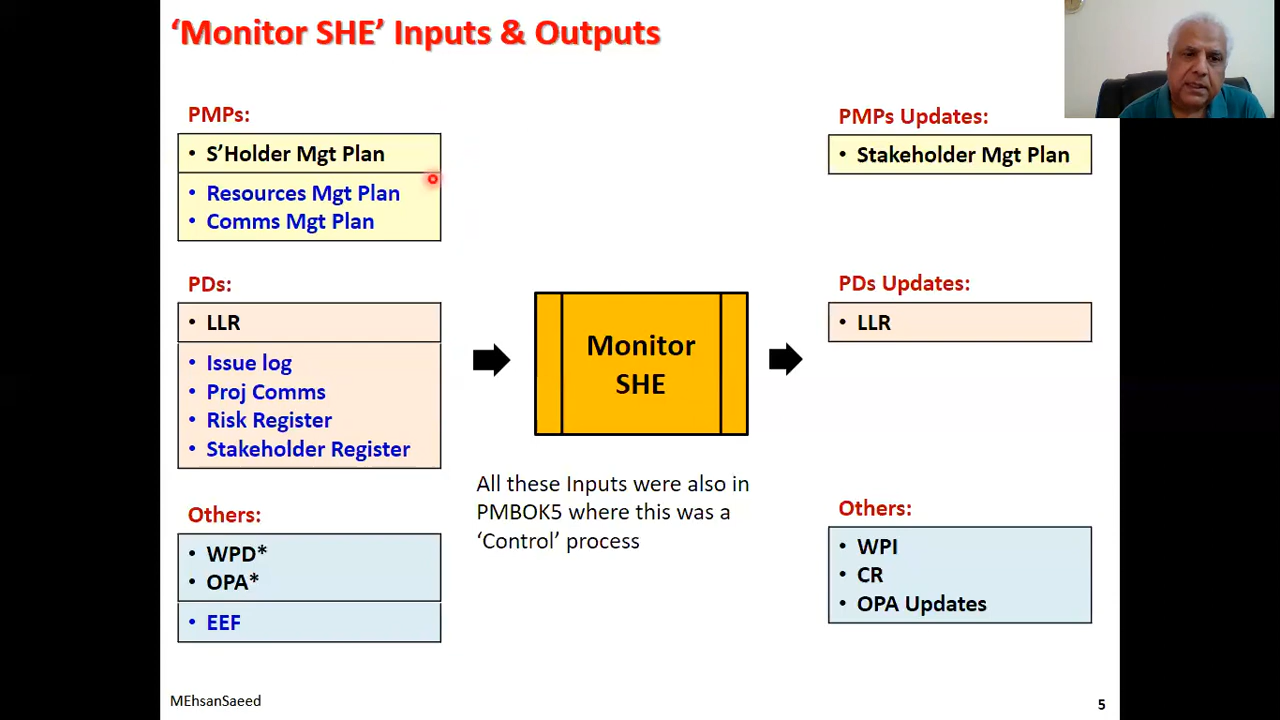 ‘Monitor SHE’ Inputs & Outputs
PMPs:
• S’Holder Mgt Plan
• Resources Mgt Plan
• Comms Mgt Plan
PDs:
• LLR
• Issue log
• Proj Comms
• Risk Register
• Stakeholder Register
Others:
• WPD*
• OPA*
• EEF
Monitor
SHE
All these Inputs were also in
PMBOK5 where this was a
‘Control’ process
PMPs Updates:
• Stakeholder Mgt Plan
PDs Updates:
• LLR
Others:
• WPI
• CR
• OPA Updates
MEhsanSaeed
5